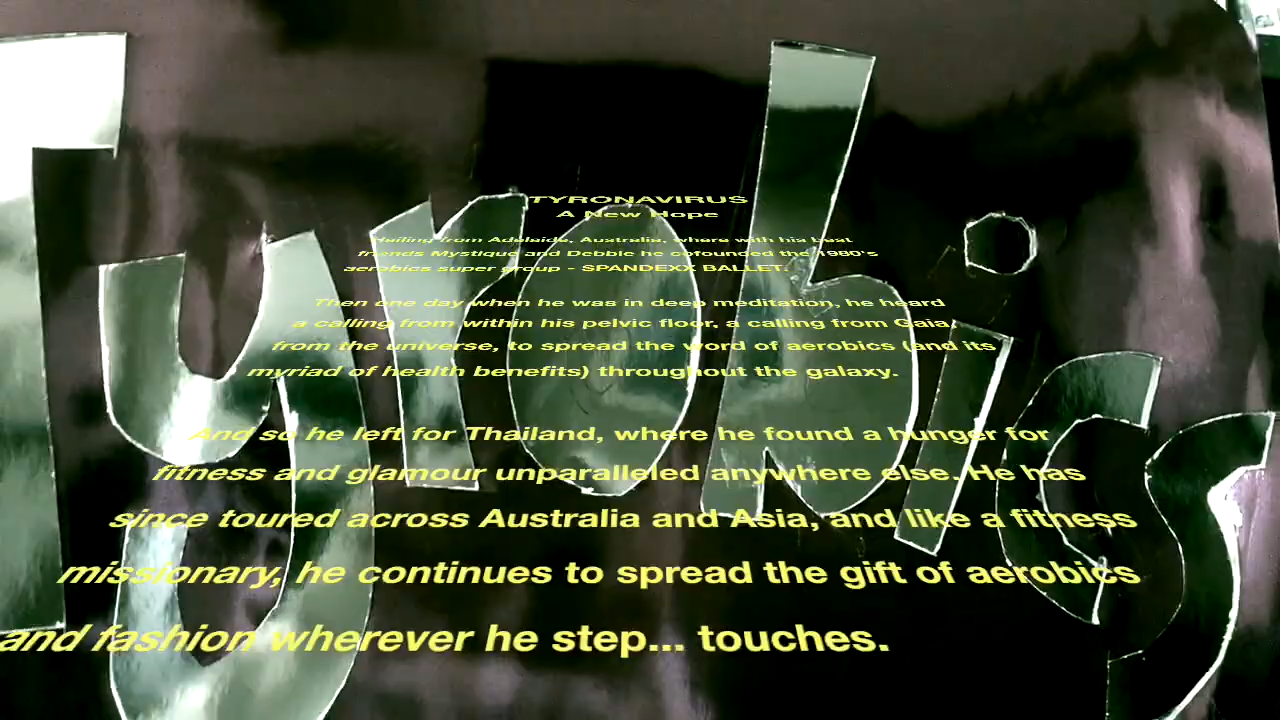 Tyrobics
TYRONAVIRUS
A New Hope
Hailing from Adelaide, Australia, where with his best
friends Mystique and Debbie he cofounded the 1980's
aerobics super group - SPANDEXX BALLET.
Then one day when he was in deep meditation, he heard
a calling from within his pelvic floor, a calling from Gaia,
from the universe, to spread the word of aerobics (and its
myriad of health benefits) throughout the galaxy.
And so he left for Thailand, where he found a hunger for
fitness and glamour unparalleled anywhere else. He has
since toured across Australia and Asia, and like a fitness
missionary, he continues to spread the gift of aerobics
and fashion wherever he step... touches.